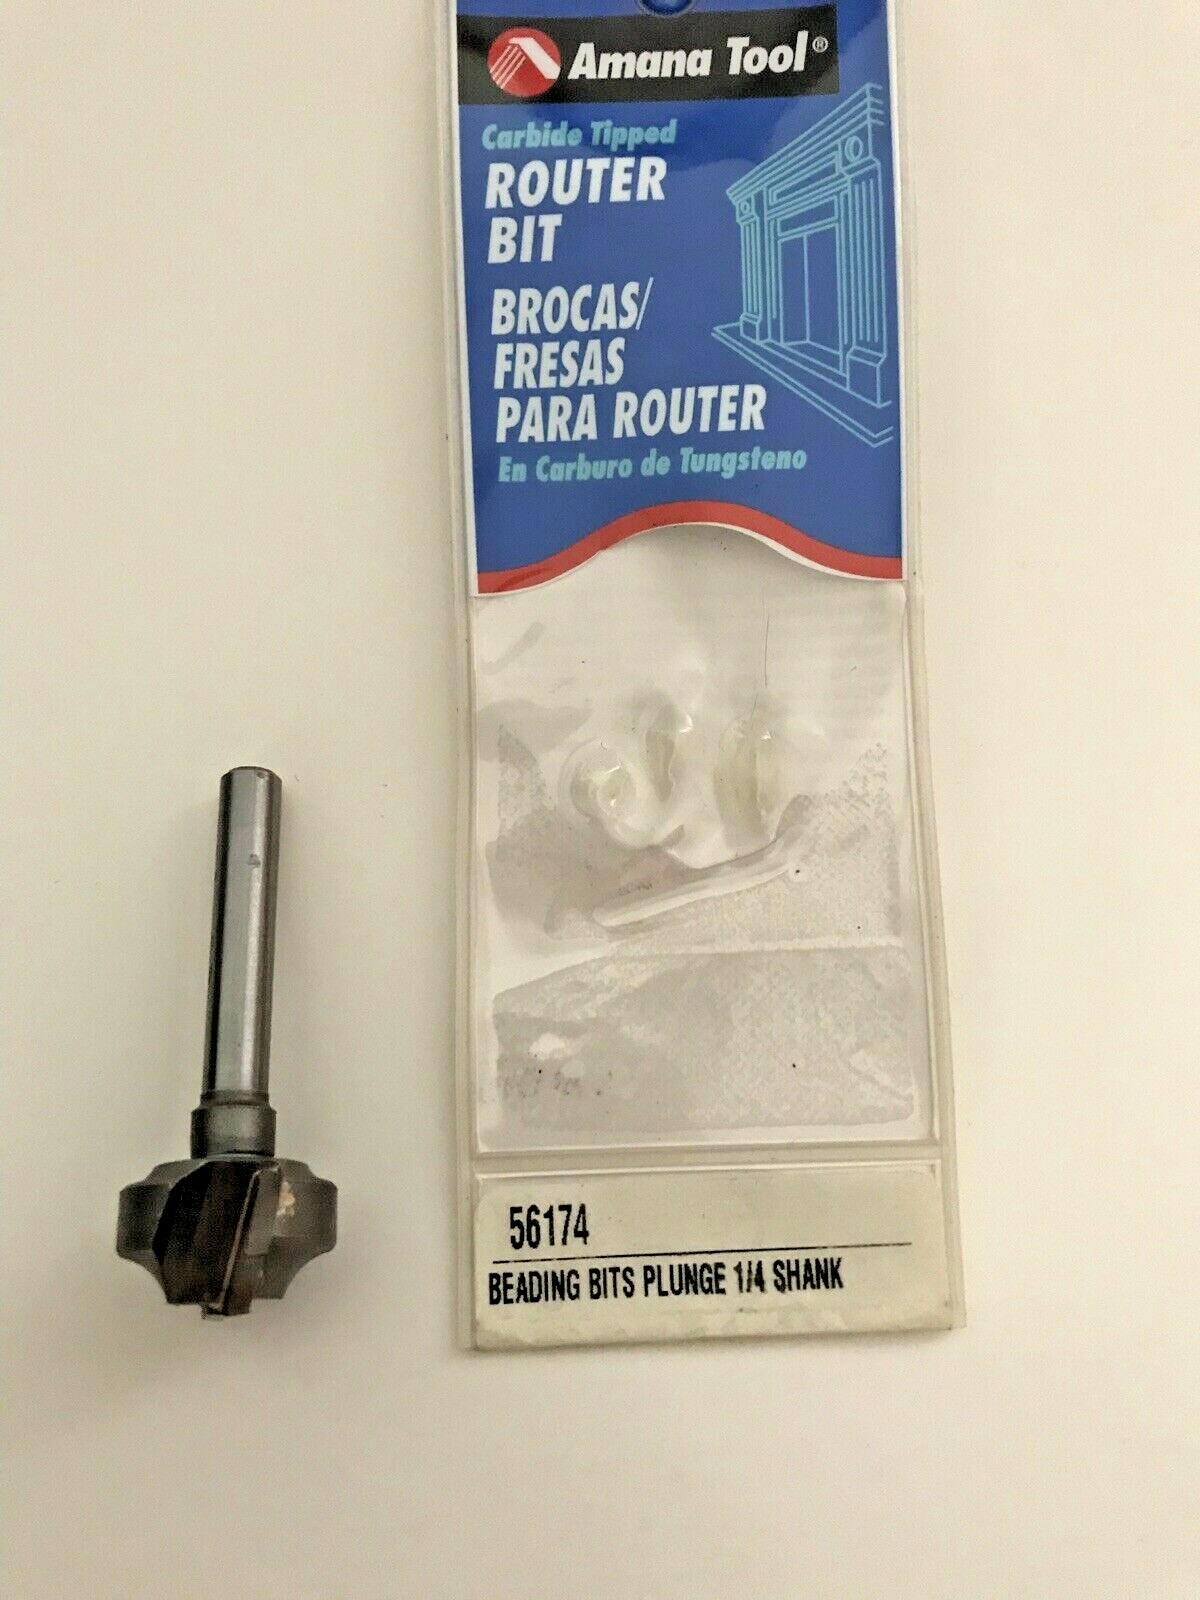 Amana Tool®
Carbide Tipped
ROUTER
BIT
BROCAS/
FRESAS
PARA ROUTER
En Carburo de Tungsteno
56174
BEADING BITS PLUNGE 1/4 SHANK